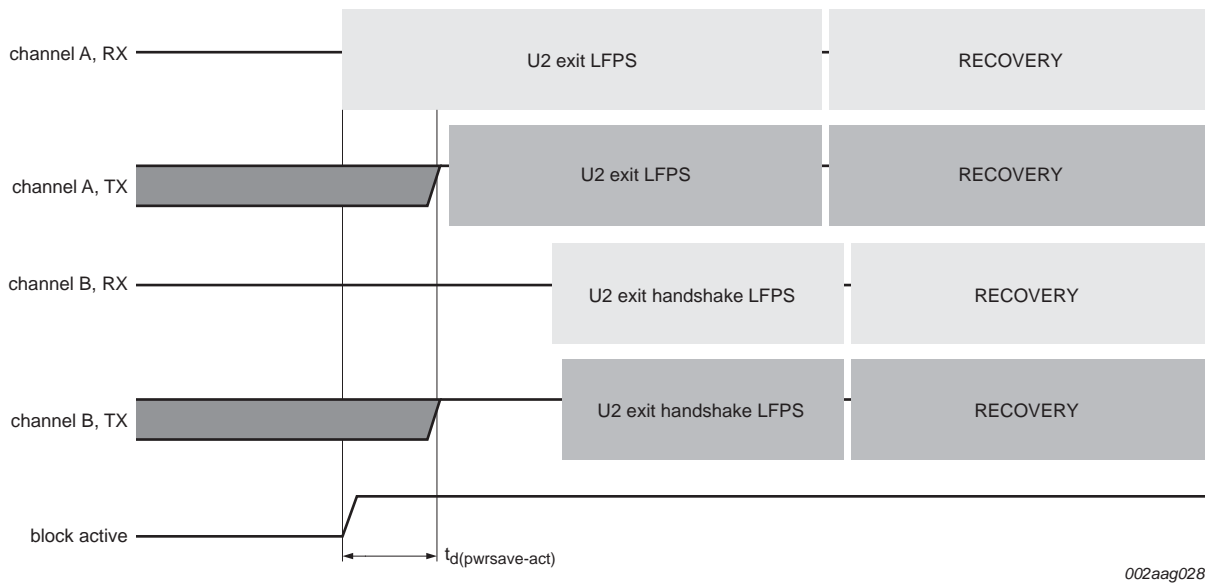 channel A, RX
U2 exit LFPS
RECOVERY
channel A, TX
U2 exit LFPS
RECOVERY
channel B, RX
U2 exit handshake LFPS
RECOVERY
channel B, TX
U2 exit handshake LFPS
RECOVERY
block active
td(pwrsave-act)
002aag028